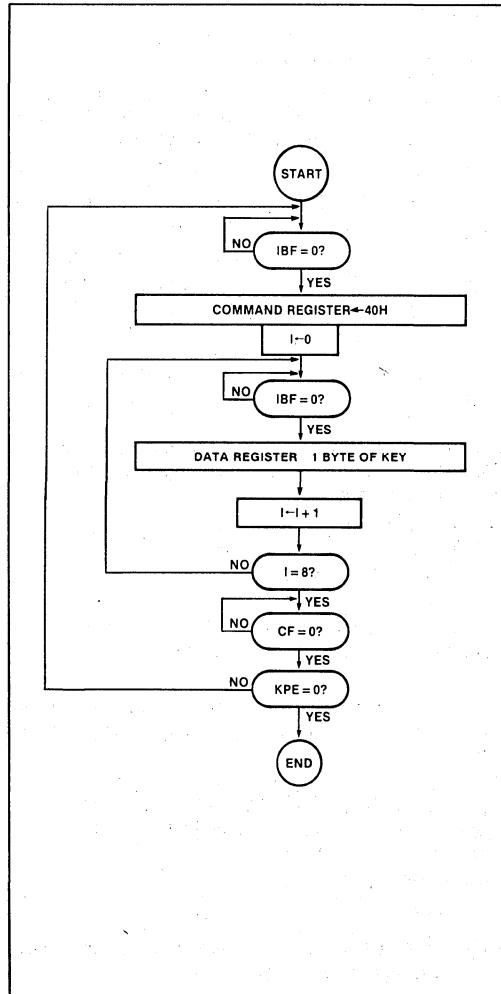 START
IBF = 0?
NO
YES
COMMAND REGISTER←40H
I←0
IBF = 0?
NO
YES
DATA REGISTER 1 BYTE OF KEY
I←I + 1
NO
I = 8?
YES
NO
CF = 0?
YES
NO
KPE = 0?
YES
END